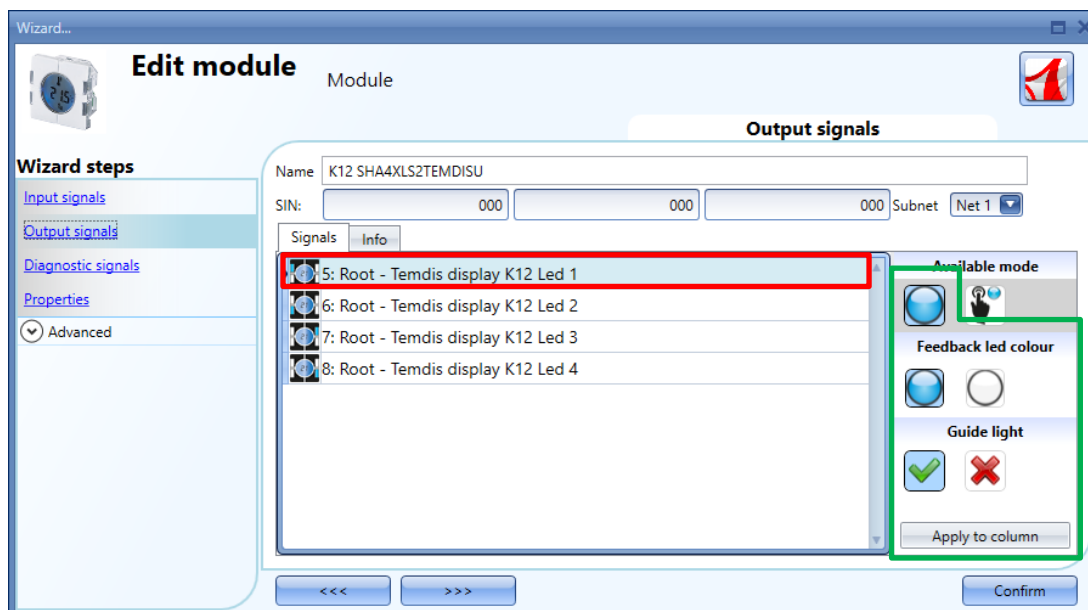 Wizard...
Edit module
Module
Output signals
Wizard steps
Input signals
Output signals
Diagnostic signals
Properties
Advanced
Name K12 SHA4XLS2TEMDISU
SIN: 000 000 000 Subnet Net 1
Signals Info
5: Root - Temdis display K12 Led 1
6: Root - Temdis display K12 Led 2
7: Root - Temdis display K12 Led 3
8: Root - Temdis display K12 Led 4
Available mode
Feedback led colour
Guide light
Apply to column
<<< >>> Confirm